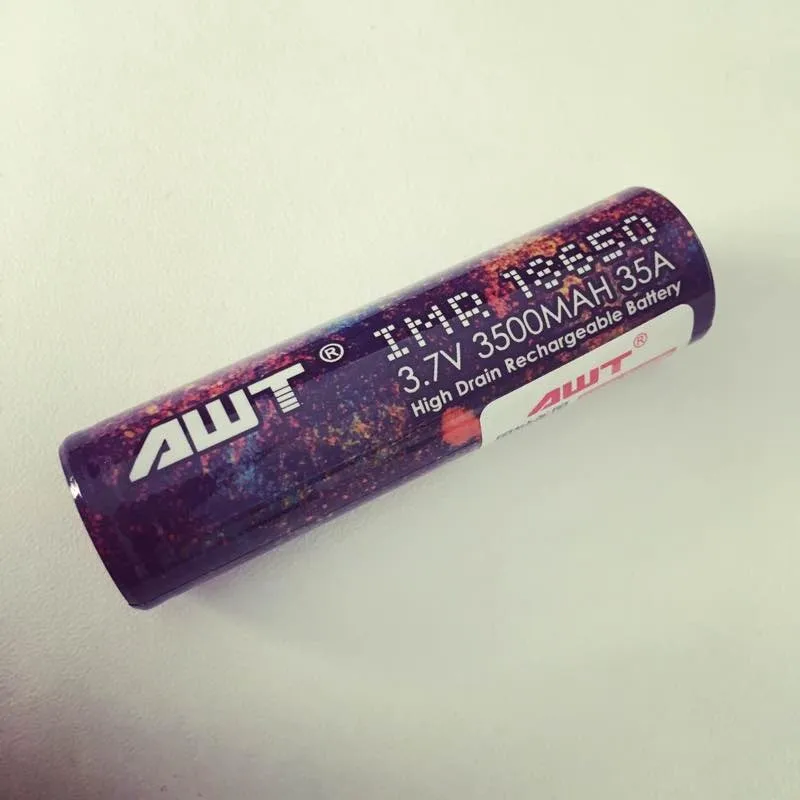 AWT®
IMR 18650
3.7V 3500MAH 35A
High Drain Rechargeable Battery
AWT®